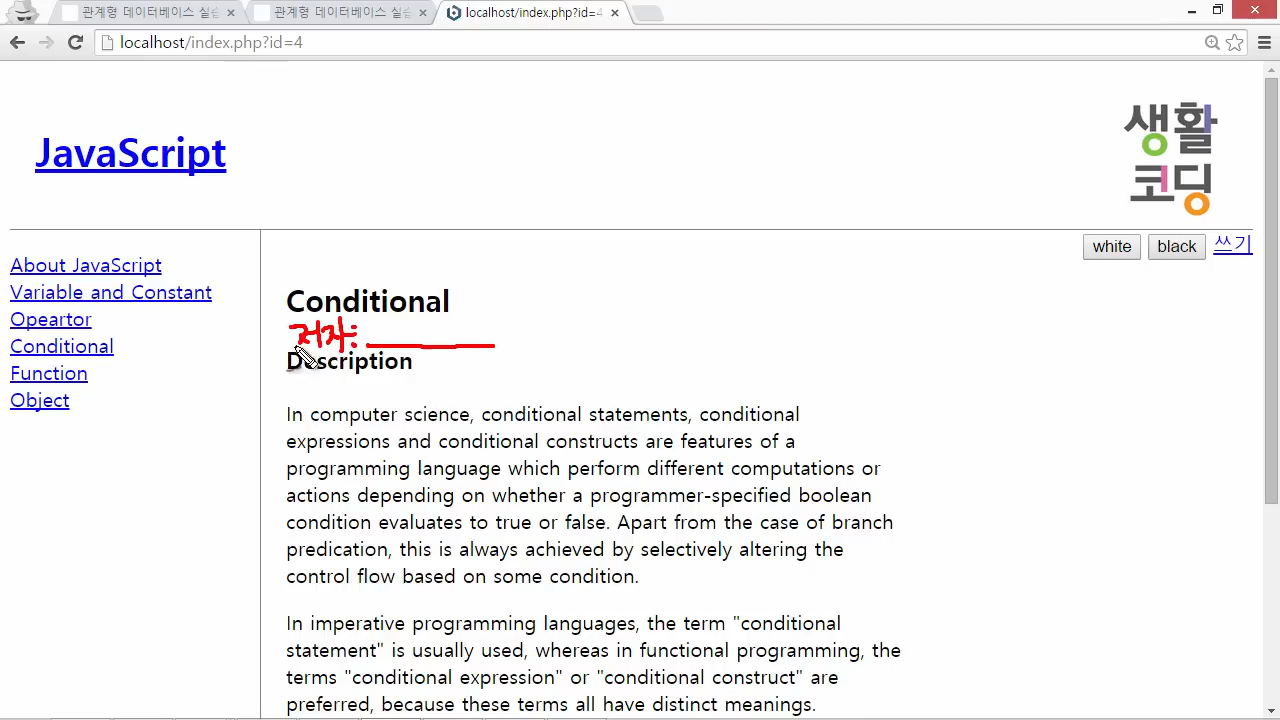 관계형 데이터베이스 실습
관계형 데이터베이스 실습
localhost/index.php?id=4
localhost/index.php?id=4
JavaScript
생활
코딩
white black 쓰기
About JavaScript
Variable and Constant
Opeartor
Conditional
Function
Object
Conditional
저자:
Description
In computer science, conditional statements, conditional
expressions and conditional constructs are features of a
programming language which perform different computations or
actions depending on whether a programmer-specified boolean
condition evaluates to true or false. Apart from the case of branch
predication, this is always achieved by selectively altering the
control flow based on some condition.
In imperative programming languages, the term "conditional
statement" is usually used, whereas in functional programming, the
terms "conditional expression" or "conditional construct" are
preferred, because these terms all have distinct meanings.